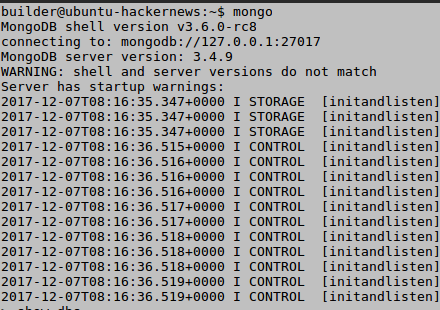 builder@ubuntu-hackernews:~$ mongo
MongoDB shell version v3.6.0-rc8
connecting to: mongodb://127.0.0.1:27017
MongoDB server version: 3.4.9
WARNING: shell and server versions do not match
Server has startup warnings:
2017-12-07T08:16:35.347+0000 I STORAGE  [initandlisten]
2017-12-07T08:16:35.347+0000 I STORAGE  [initandlisten]
2017-12-07T08:16:35.347+0000 I STORAGE  [initandlisten]
2017-12-07T08:16:36.515+0000 I CONTROL  [initandlisten]
2017-12-07T08:16:36.516+0000 I CONTROL  [initandlisten]
2017-12-07T08:16:36.516+0000 I CONTROL  [initandlisten]
2017-12-07T08:16:36.516+0000 I CONTROL  [initandlisten]
2017-12-07T08:16:36.517+0000 I CONTROL  [initandlisten]
2017-12-07T08:16:36.517+0000 I CONTROL  [initandlisten]
2017-12-07T08:16:36.518+0000 I CONTROL  [initandlisten]
2017-12-07T08:16:36.518+0000 I CONTROL  [initandlisten]
2017-12-07T08:16:36.518+0000 I CONTROL  [initandlisten]
2017-12-07T08:16:36.519+0000 I CONTROL  [initandlisten]
2017-12-07T08:16:36.519+0000 I CONTROL  [initandlisten]